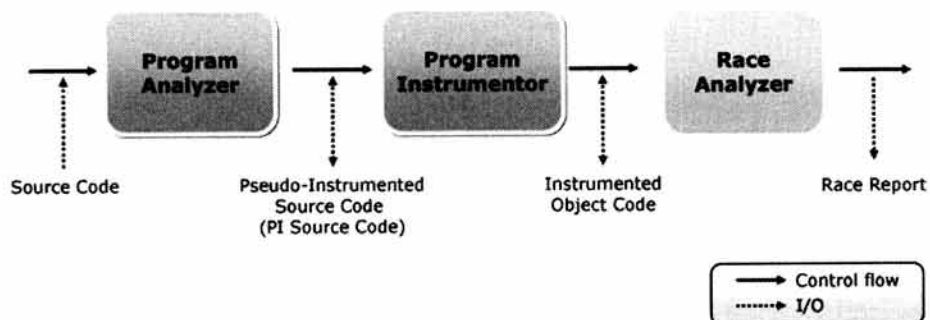 Program
Analyzer
Program
Instrumentor
Race
Analyzer
Source Code
Pseudo-Instrumented
Source Code
(PI Source Code)
Instrumented
Object Code
Race Report
Control flow
I/O